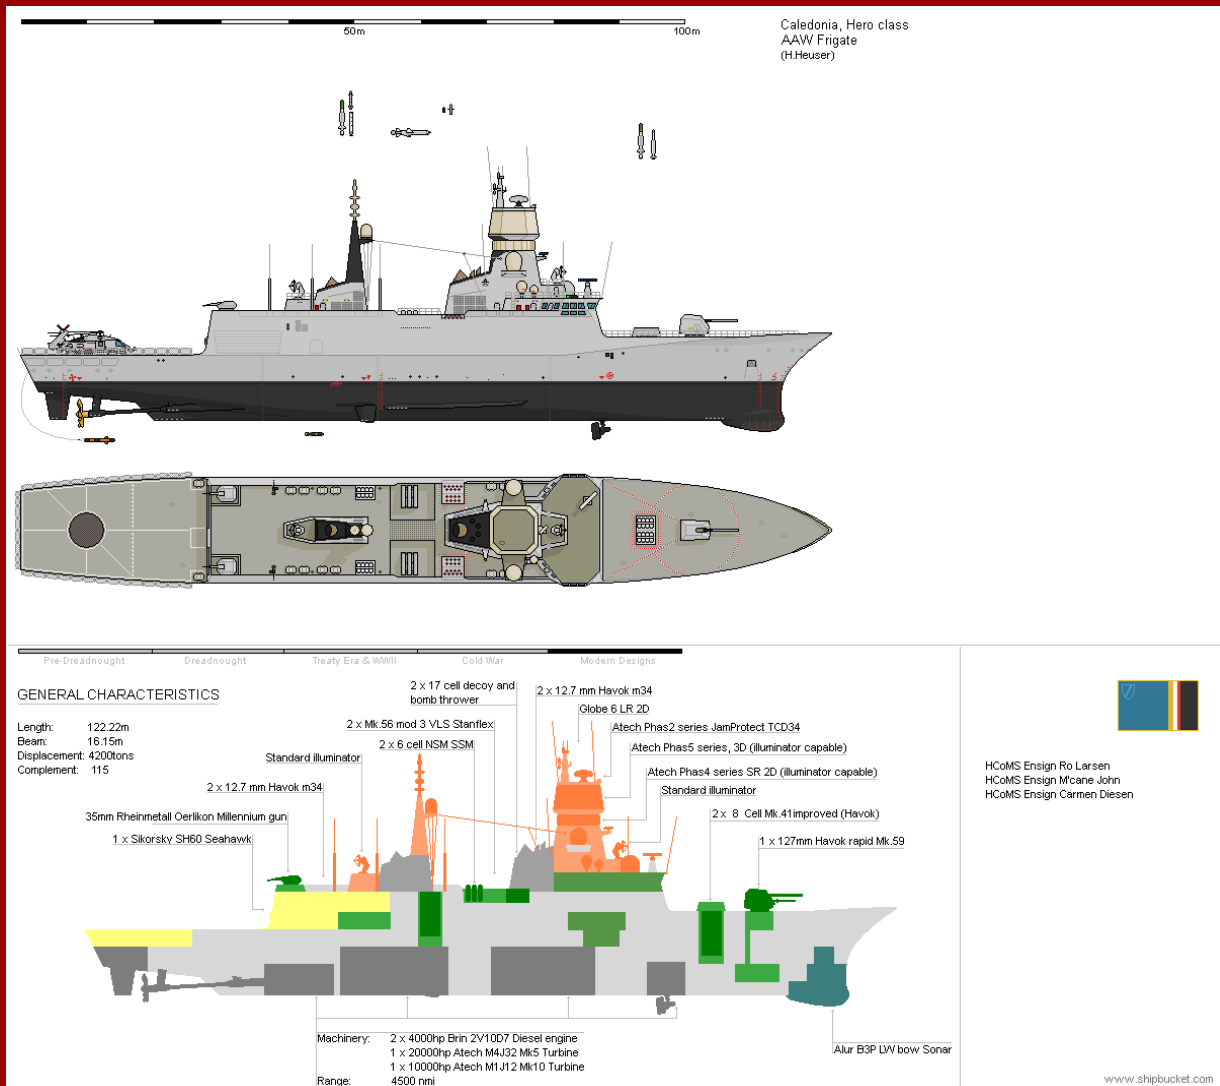 50m
100m
Caledonia, Hero class
AAW Frigate
(H.Heuser)
Pre-Dreadnought
Dreadnought
Treaty Era & WWII
Cold War
Modern Designs
GENERAL CHARACTERISTICS
Length: 122.22m
Beam: 16.15m
Displacement: 4200tons
Complement: 115
2 x 17 cell decoy and
bomb thrower
2 x 12.7 mm Havok m34
Globe 6 LR 2D
2 x Mk.56 mod 3 VLS Stanflex
Atech Phas2 series JamProtect TCD34
2 x 6 cell NSM SSM
Atech Phas5 series, 3D (illuminator capable)
Standard illuminator
Atech Phas4 series SR 2D (illuminator capable)
2 x 12.7 mm Havok m34
Standard illuminator
35mm Rheinmetall Oerlikon Millennium gun
2 x 8 Cell Mk.41improved (Havok)
1 x Sikorsky SH60 Seahawk
1 x 127mm Havok rapid Mk.59
HCoMS Ensign Ro Larsen
HCoMS Ensign M'cane John
HCoMS Ensign Carmen Diesen
Machinery: 2 x 4000hp Brin 2V10D7 Diesel engine
1 x 20000hp Atech M4J32 Mk5 Turbine
1 x 10000hp Atech M1J12 Mk10 Turbine
Range: 4500 nmi
Alur B3P LW bow Sonar
www.shipbucket.com